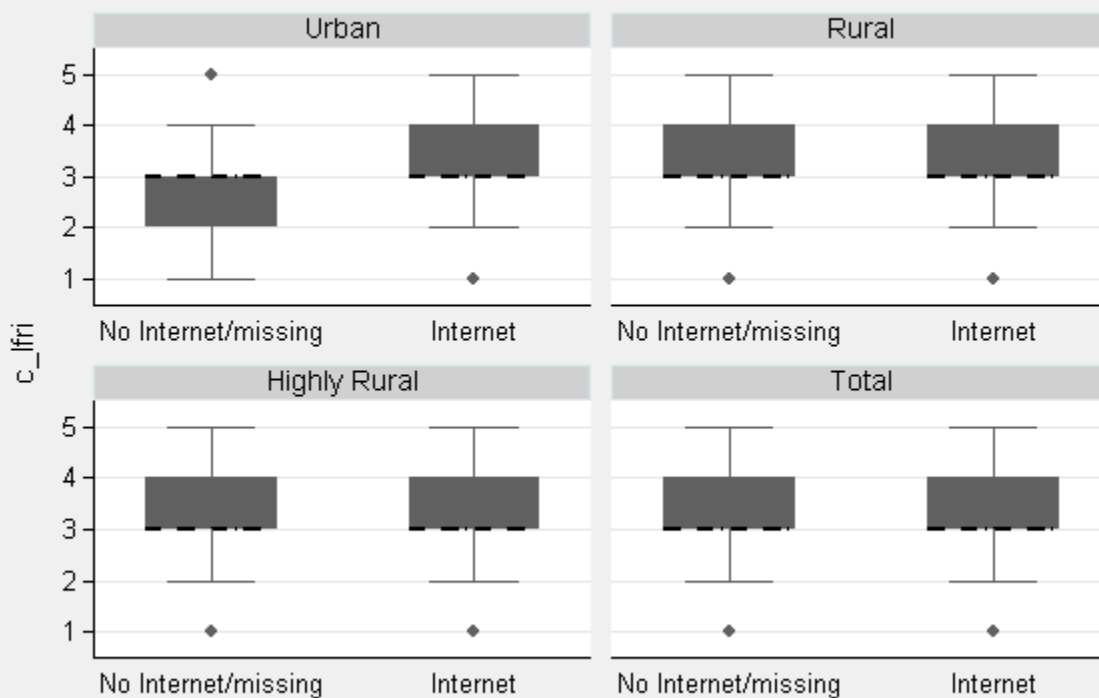 Urban
Rural
5
4
3
2
1
No Internet/missing
Internet
No Internet/missing
Internet
c_lfri
Highly Rural
Total
5
4
3
2
1
No Internet/missing
Internet
No Internet/missing
Internet